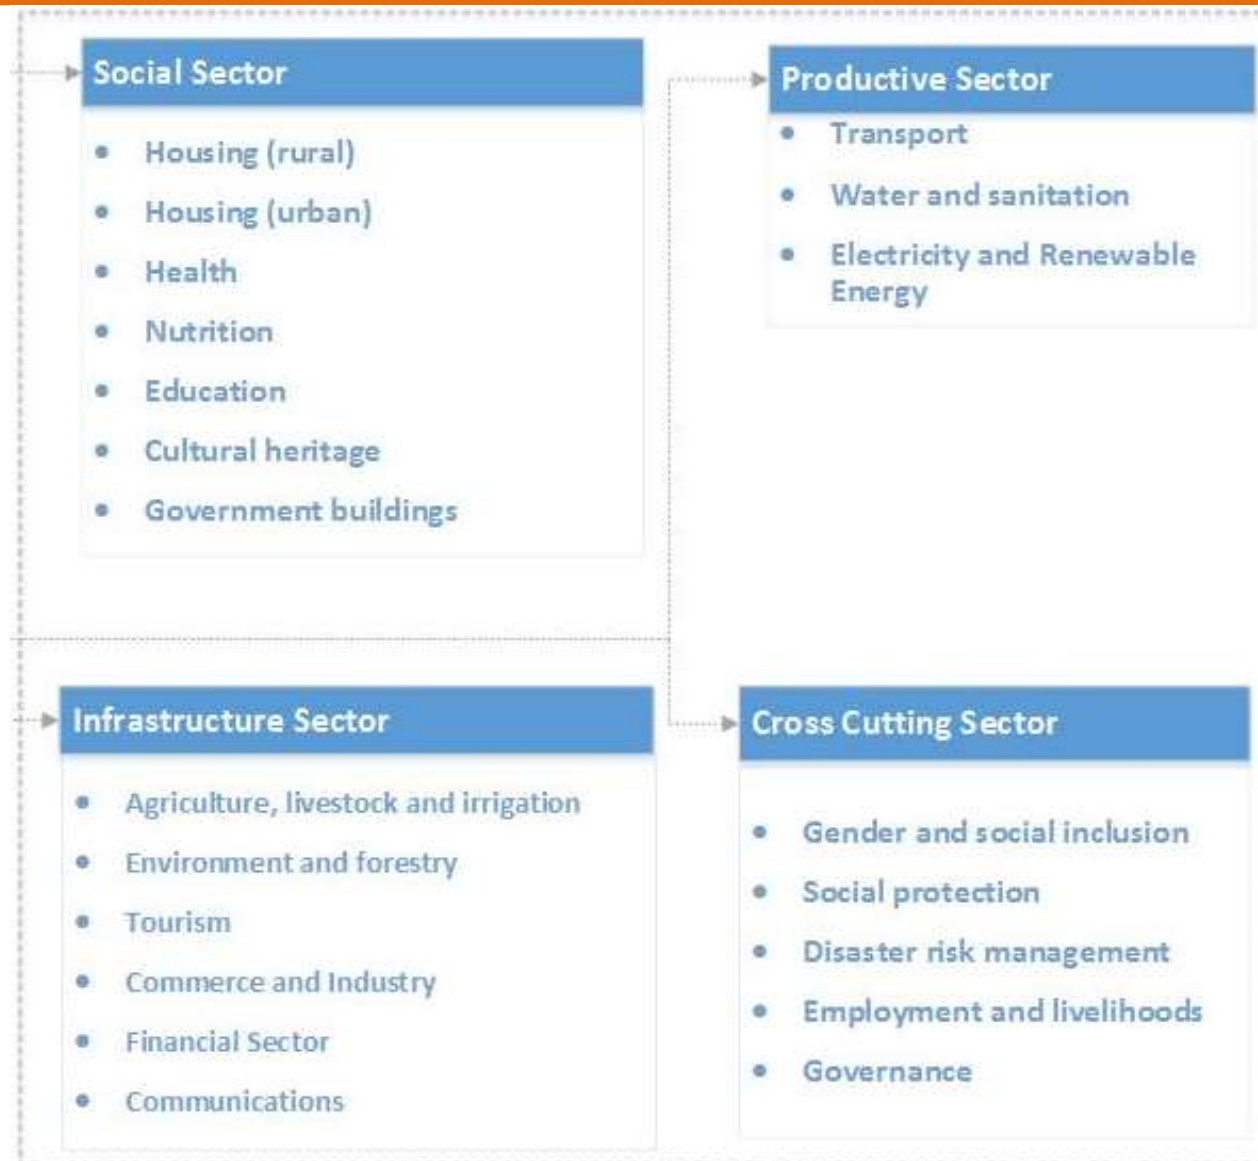 Social Sector
• Housing (rural)
• Housing (urban)
• Health
• Nutrition
• Education
• Cultural heritage
• Government buildings
Productive Sector
• Transport
• Water and sanitation
• Electricity and Renewable
Energy
Infrastructure Sector
• Agriculture, livestock and irrigation
• Environment and forestry
• Tourism
• Commerce and Industry
• Financial Sector
• Communications
Cross Cutting Sector
• Gender and social inclusion
• Social protection
• Disaster risk management
• Employment and livelihoods
• Governance